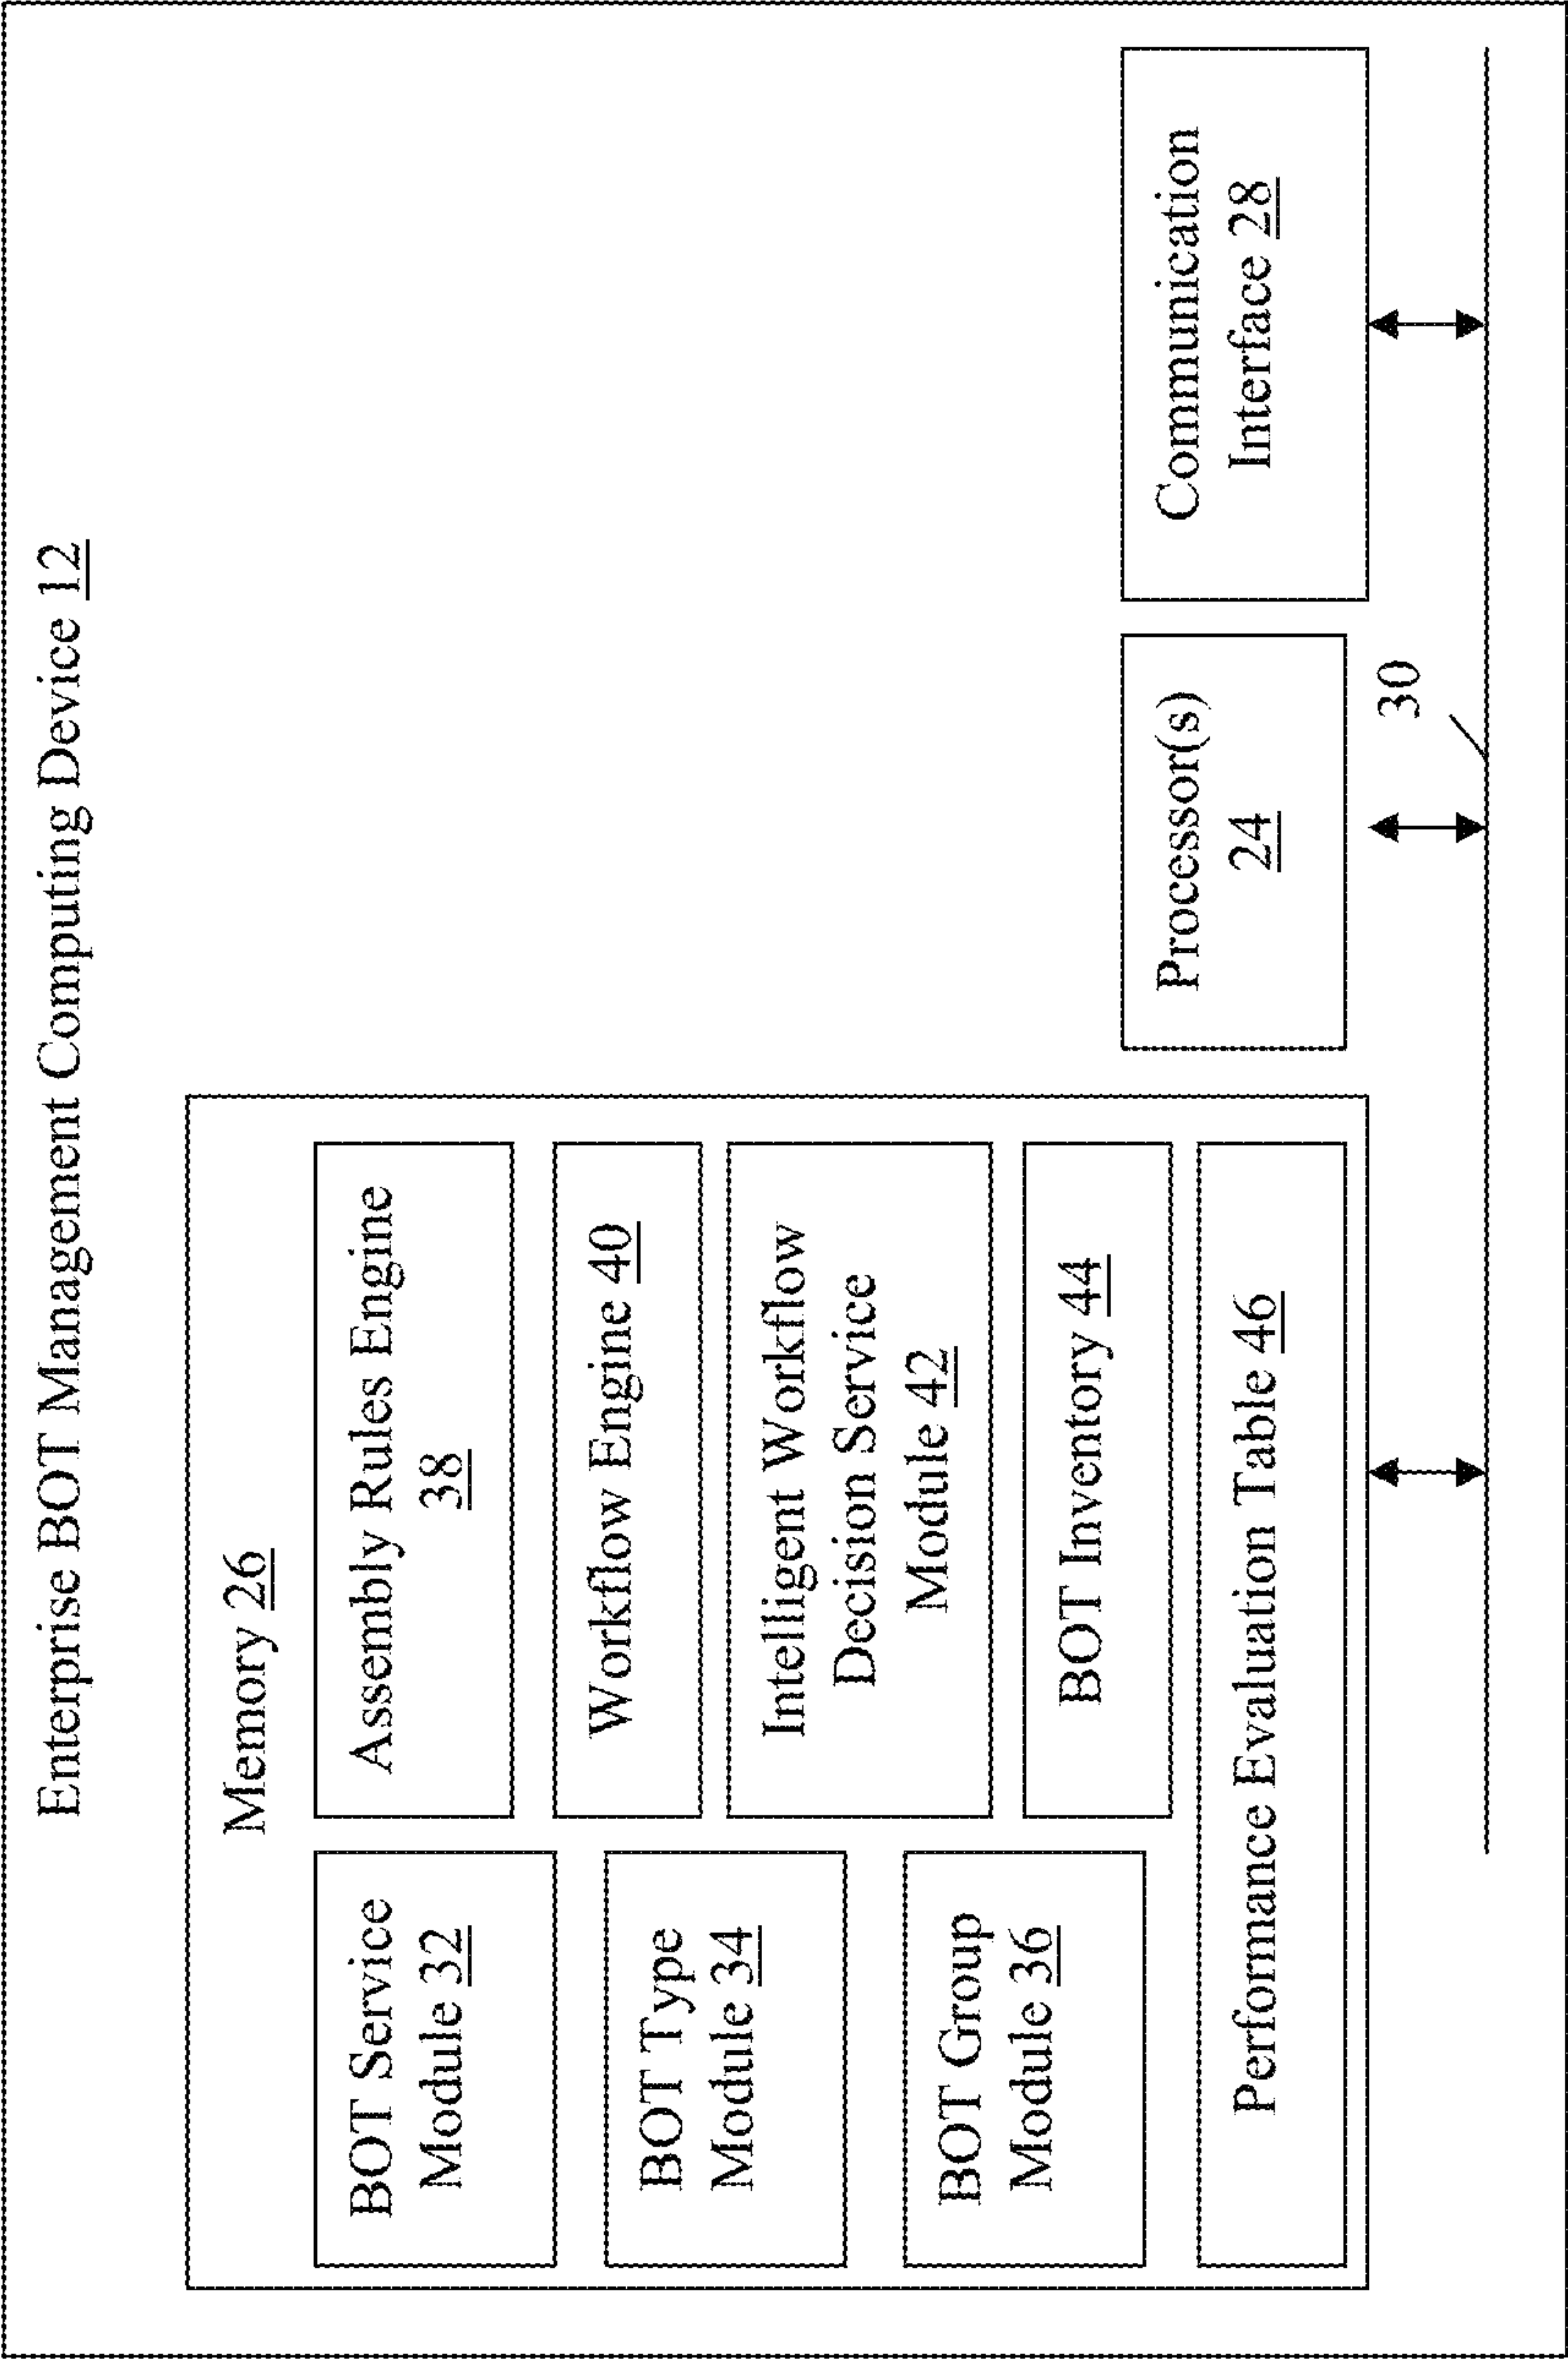 Enterprise BOT Management Computing Device 12
Memory 26
BOT Service
Module 32
BOT Type
Module 34
BOT Group
Module 36
Assembly Rules Engine
38
Workflow Engine 40
Intelligent Workflow
Decision Service
Module 42
BOT Inventory 44
Performance Evaluation Table 46
Processor(s)
24
Communication
Interface 28
30